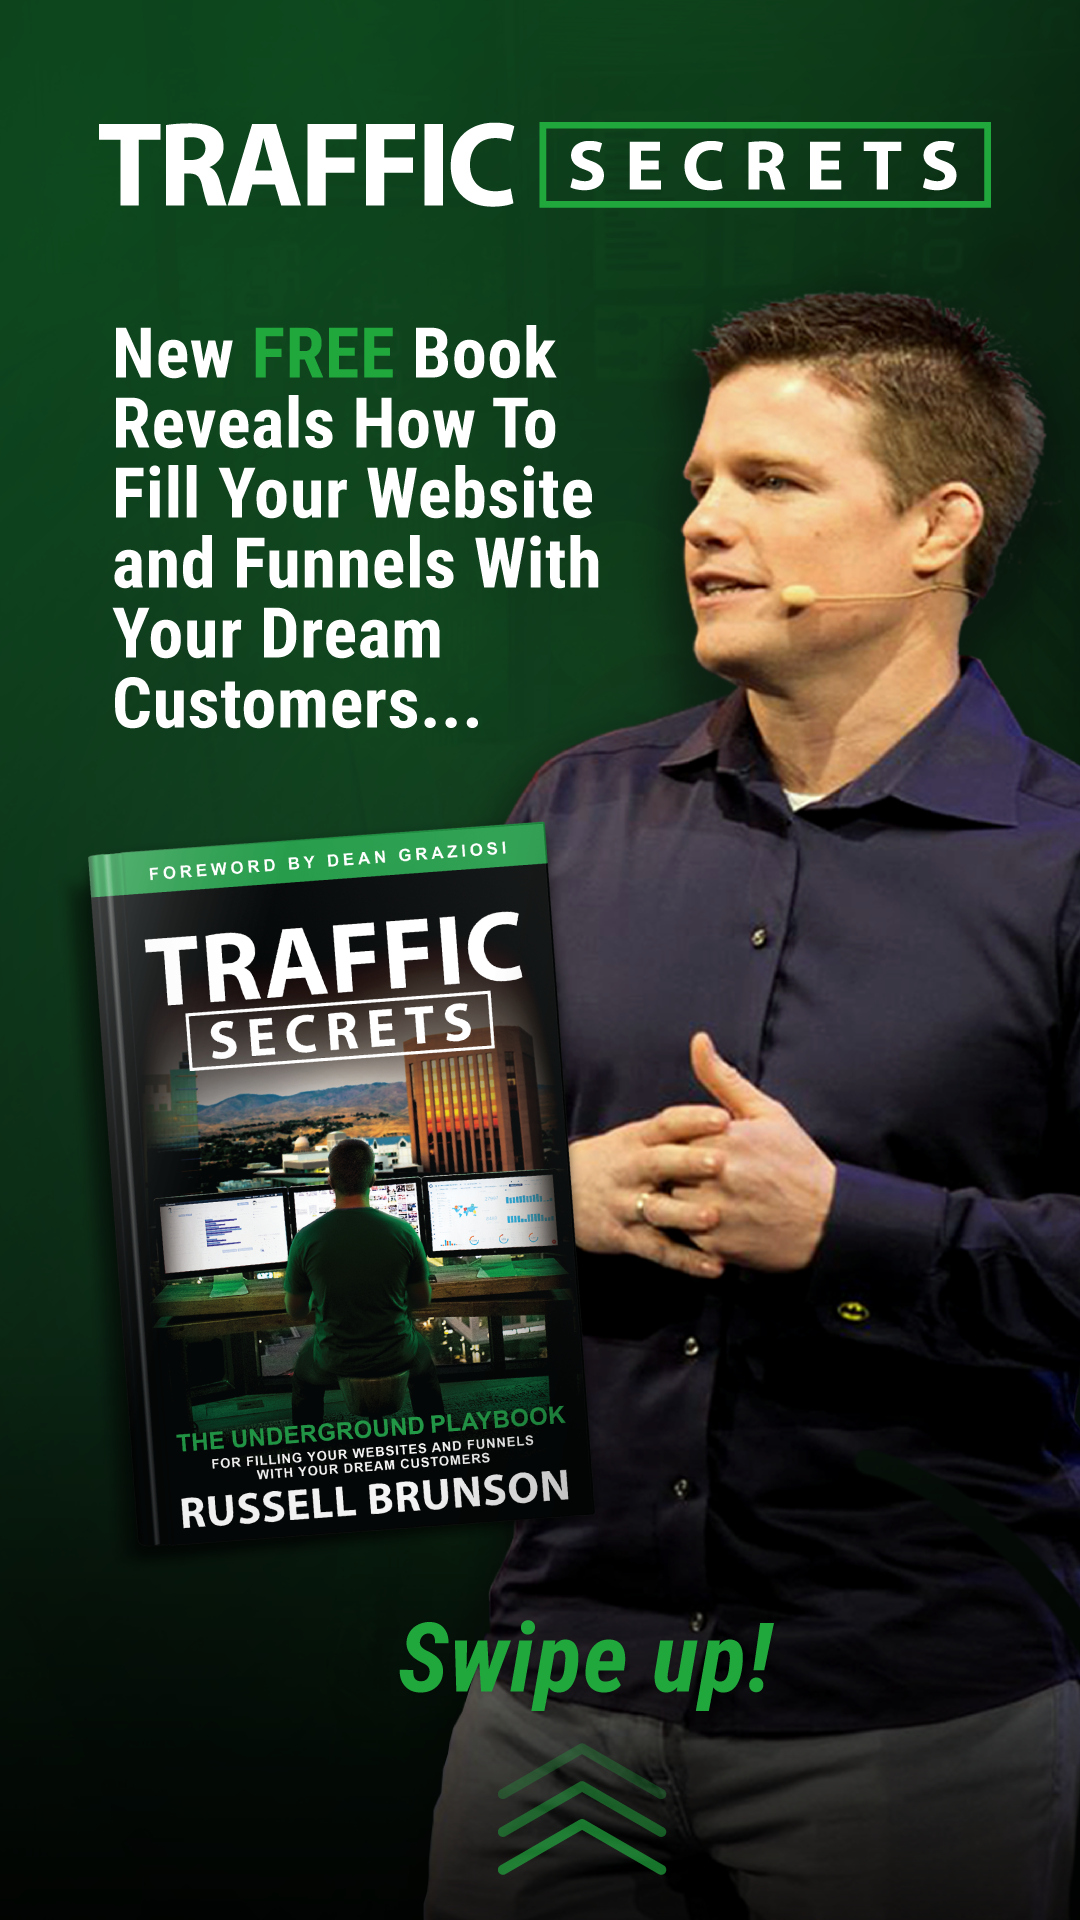 TRAFFIC SECRETS
New FREE Book
Reveals How To
Fill Your Website
and Funnels With
Your Dream
Customers...
FOREWORD BY DEAN GRAZIOSI
TRAFFIC
SECRETS
THE UNDERGROUND PLAYBOOK
FOR FILLING YOUR WEBSITES AND FUNNELS
WITH YOUR DREAM CUSTOMERS
RUSSELL BRUNSON
Swipe up!